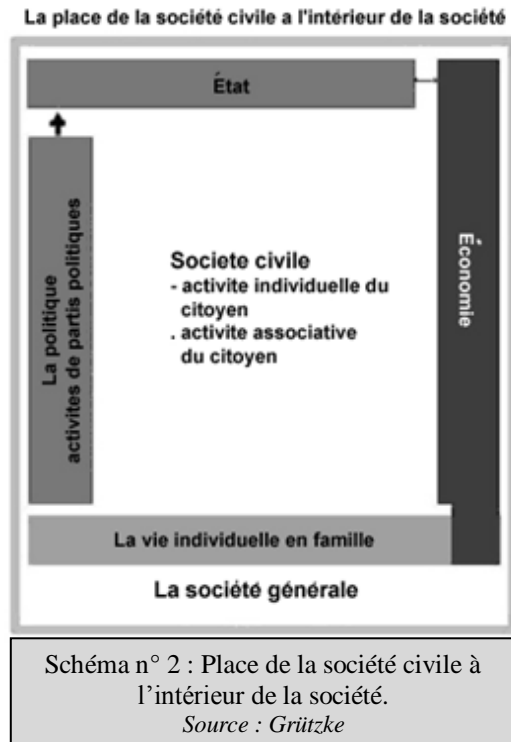 La place de la société civile a l'intérieur de la société
État
La politique
activites de partis politiques
Societe civile
- activite individuelle du
citoyen
. activite associative
du citoyen
Économie
La vie individuelle en famille
La société générale
Schéma n° 2 : Place de la société civile à
l’intérieur de la société.
Source : Grützke